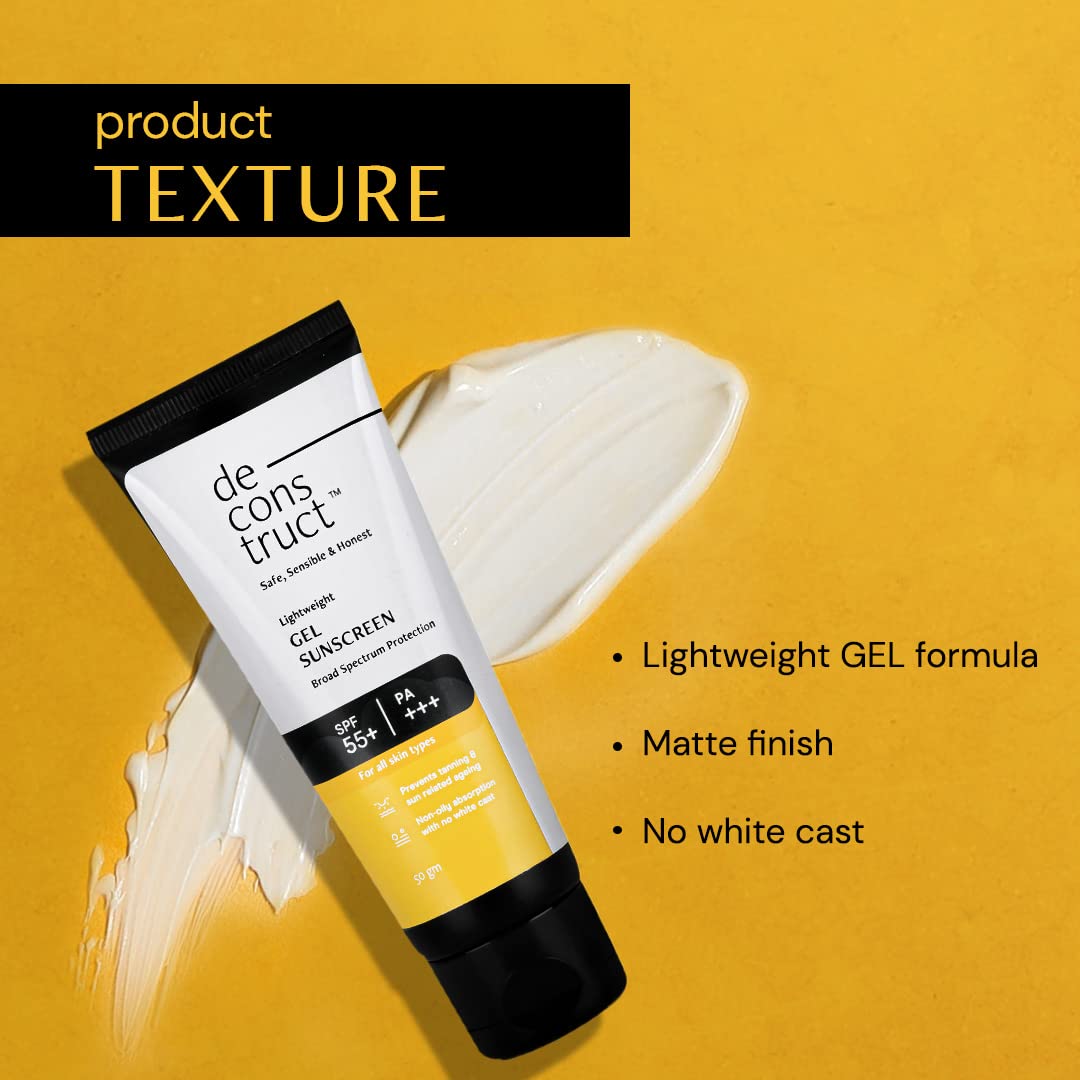 product
TEXTURE
de
cons
truct™
Safe, Sensible & Honest
Lightweight
GEL
SUNSCREEN
Broad Spectrum Protection
SPF
55+
PA
+++
For all skin types
Prevents tanning &
sun related ageing
Non-oily absorption
with no white cast
50 gm
• Lightweight GEL formula
• Matte finish
• No white cast